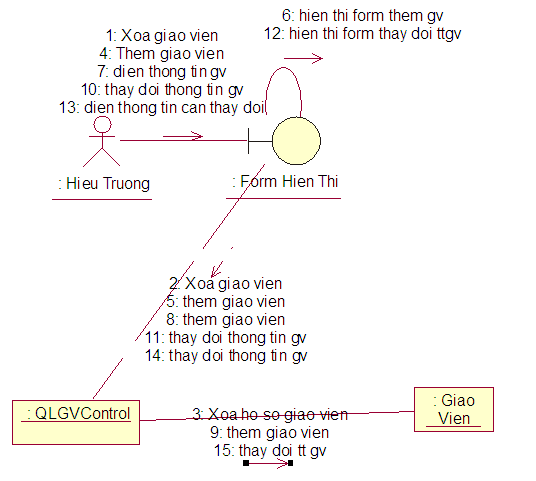 6: hien thi form them gv
12: hien thi form thay doi ttgv
1: Xoa giao vien
4: Them giao vien
7: dien thong tin gv
10: thay doi thong tin gv
13: dien thong tin can thay doi
: Hieu Truong
: Form Hien Thi
2: Xoa giao vien
5: them giao vien
8: them giao vien
11: thay doi thong tin gv
14: thay doi thong tin gv
: QLGVControl
3: Xoa ho so giao vien
9: them giao vien
15: thay doi tt gv
: Giao
Vien